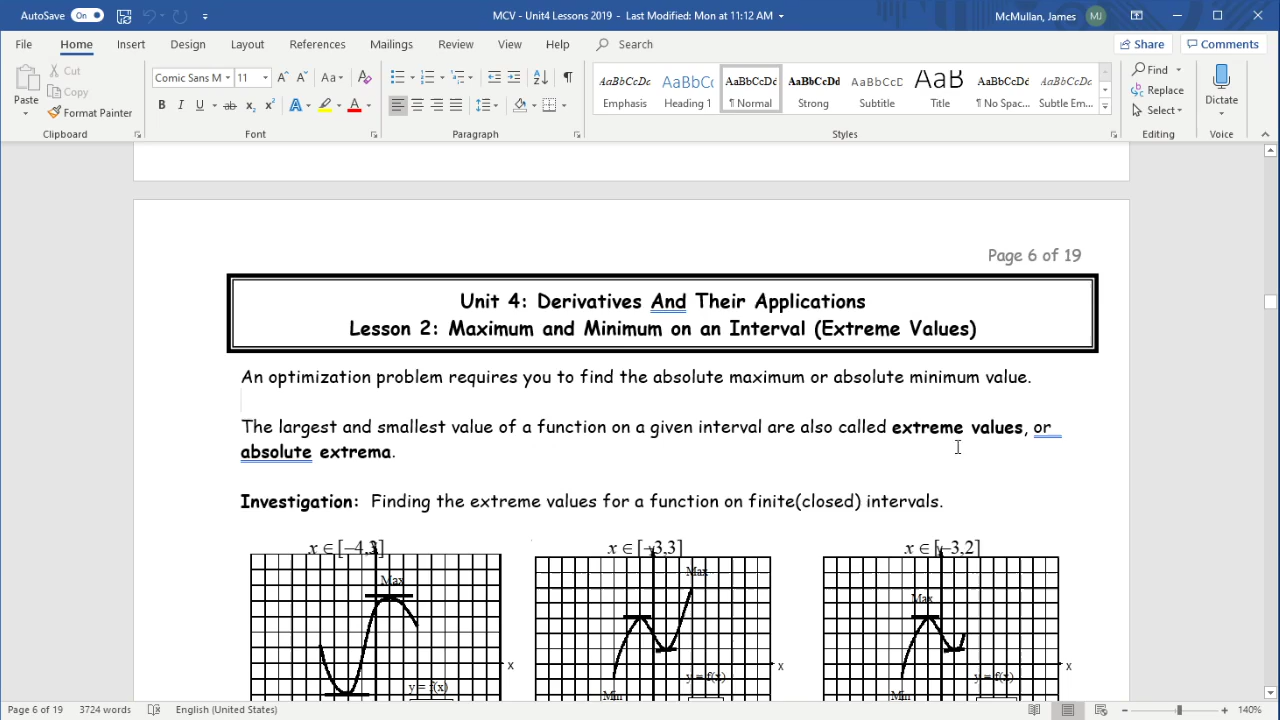 AutoSave On MCV - Unit4 Lessons 2019 - Last Modified: Mon at 11:12 AM McMullan, James MJ
File Home Insert Design Layout References Mailings Review View Help Search Share Comments
Paste Cut Copy Format Painter Clipboard
Comic Sans M 11 Aa A Font
Paragraph
AaBbCcDc AaBbCc AaBbCcDc AaBbCcDd AaBbCcD AaB AaBbCcDc AaBbCcDc
Emphasis Heading 1 ¶ Normal Strong Subtitle Title ¶ No Spac... Subtle Em...
Styles
Find Replace Select Editing
Dictate Voice
Page 6 of 19
Unit 4: Derivatives And Their Applications
Lesson 2: Maximum and Minimum on an Interval (Extreme Values)
An optimization problem requires you to find the absolute maximum or absolute minimum value.
The largest and smallest value of a function on a given interval are also called extreme values, or
absolute extrema.
Investigation: Finding the extreme values for a function on finite(closed) intervals.
x ∈ [−4,3] x ∈ [−3,3] x ∈ [−3,2]
Max Max Max
x x x
y = f(x) y = f(x) y = f(x)
Min Min
Page 6 of 19 3724 words English (United States) 140%